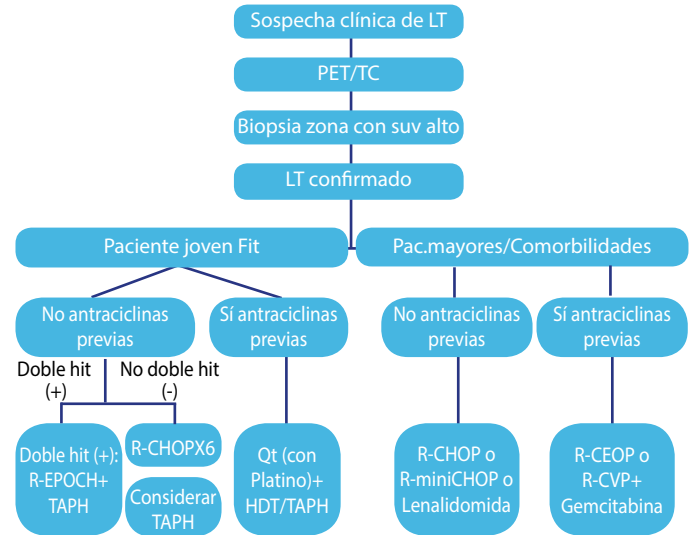 Sospecha clínica de LT
PET/TC
Biopsia zona con suv alto
LT confirmado
Paciente joven Fit
Pac.mayores/Comorbilidades
No antraciclinas
previas
Sí antraciclinas
previas
No antraciclinas
previas
Sí antraciclinas
previas
Doble hit
(+)
No doble hit
(-)
Doble hit (+):
R-EPOCH+
TAPH
R-CHOPX6
Considerar
TAPH
Qt (con
Platino)+
HDT/TAPH
R-CHOP o
R-miniCHOP o
Lenalidomida
R-CEOP o
R-CVP+
Gemcitabina